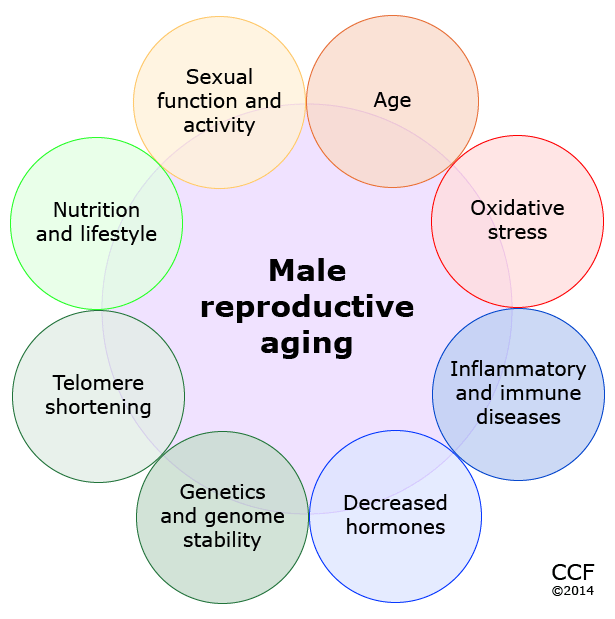 Sexual
function and
activity
Age
Nutrition
and lifestyle
Oxidative
stress
Male
reproductive
aging
Telomere
shortening
Inflammatory
and immune
diseases
Genetics
and genome
stability
Decreased
hormones
CCF
©2014